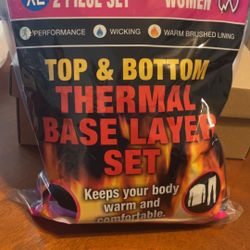 XL 2 PIECE SET WOMEN
PERFORMANCE WICKING WARM BRUSHED LINING
TOP & BOTTOM
THERMAL
BASE LAYER
SET
Keeps your body
warm and
comfortable.